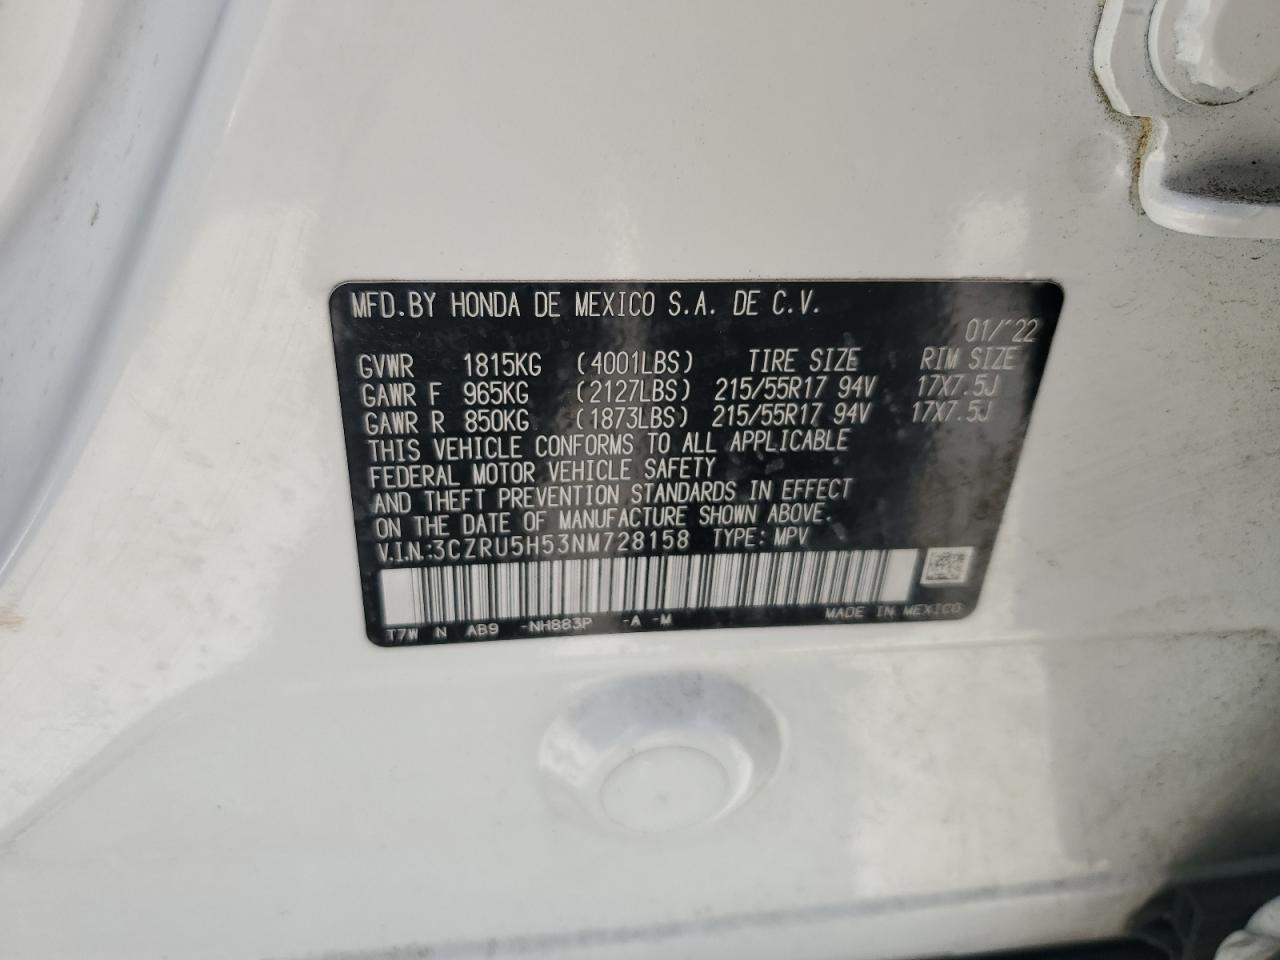 MFD.BY HONDA DE MEXICO S.A. DE C.V.
01/'22
GVWR 1815KG (4001LBS) TIRE SIZE RIM SIZE
GAWR F 965KG (2127LBS) 215/55R17 94V 17X7.5J
GAWR R 850KG (1873LBS) 215/55R17 94V 17X7.5J
THIS VEHICLE CONFORMS TO ALL APPLICABLE
FEDERAL MOTOR VEHICLE SAFETY
AND THEFT PREVENTION STANDARDS IN EFFECT
ON THE DATE OF MANUFACTURE SHOWN ABOVE.
V.I.N:3CZRU5H53NM728158 TYPE:MPV
MADE IN MEXICO
T7W N AB9 -NH883P -A -M